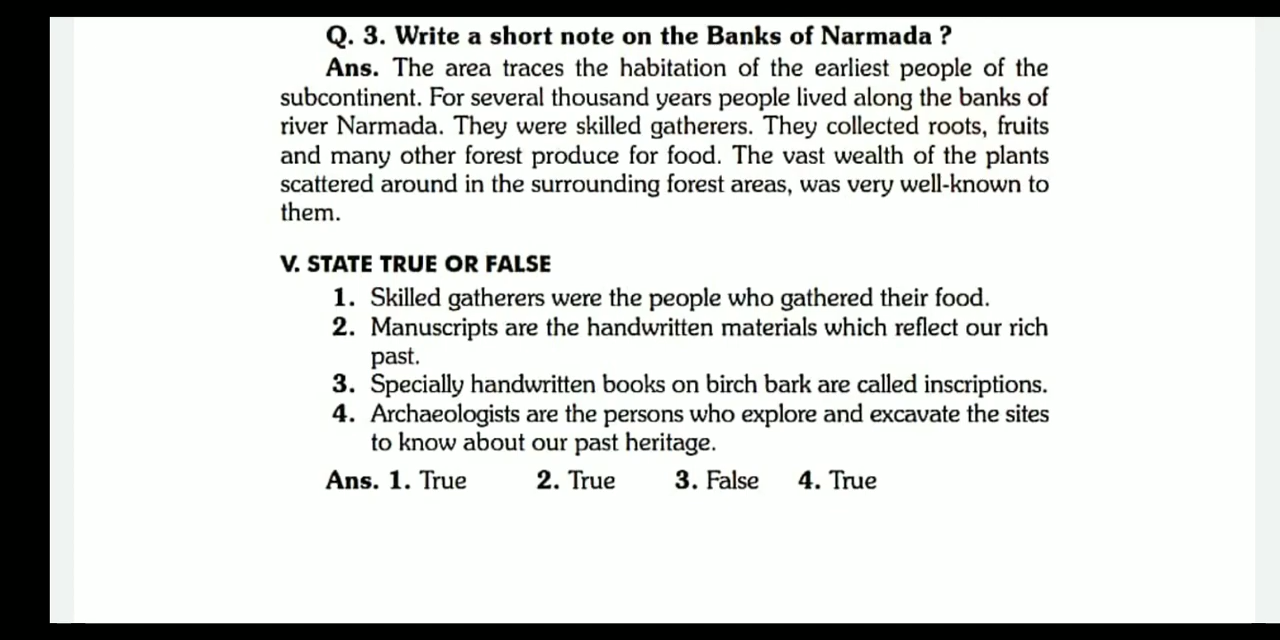 Q. 3. Write a short note on the Banks of Narmada ?
Ans. The area traces the habitation of the earliest people of the
subcontinent. For several thousand years people lived along the banks of
river Narmada. They were skilled gatherers. They collected roots, fruits
and many other forest produce for food. The vast wealth of the plants
scattered around in the surrounding forest areas, was very well-known to
them.
V. STATE TRUE OR FALSE
1. Skilled gatherers were the people who gathered their food.
2. Manuscripts are the handwritten materials which reflect our rich
past.
3. Specially handwritten books on birch bark are called inscriptions.
4. Archaeologists are the persons who explore and excavate the sites
to know about our past heritage.
Ans. 1. True 2. True 3. False 4. True